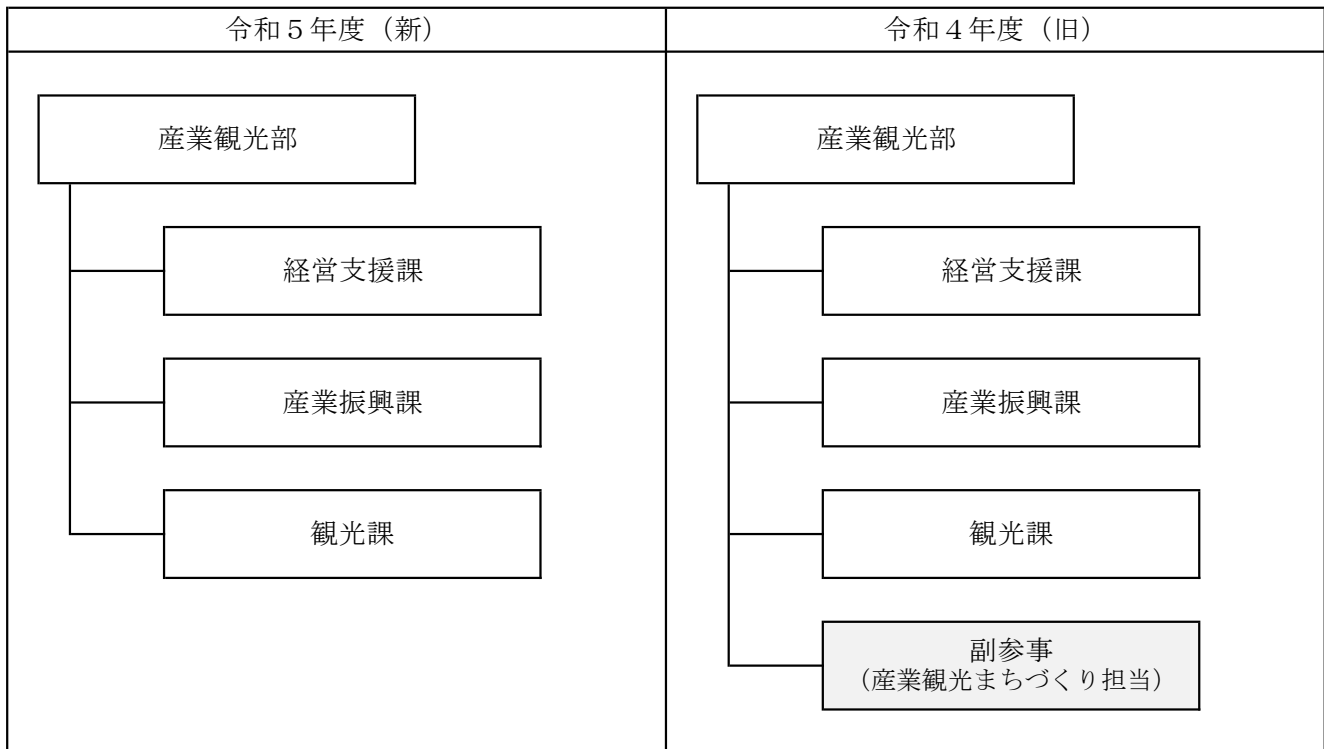 令和５年度（新）
令和４年度（旧）
産業観光部
経営支援課
産業振興課
観光課
産業観光部
経営支援課
産業振興課
観光課
副参事
（産業観光まちづくり担当）